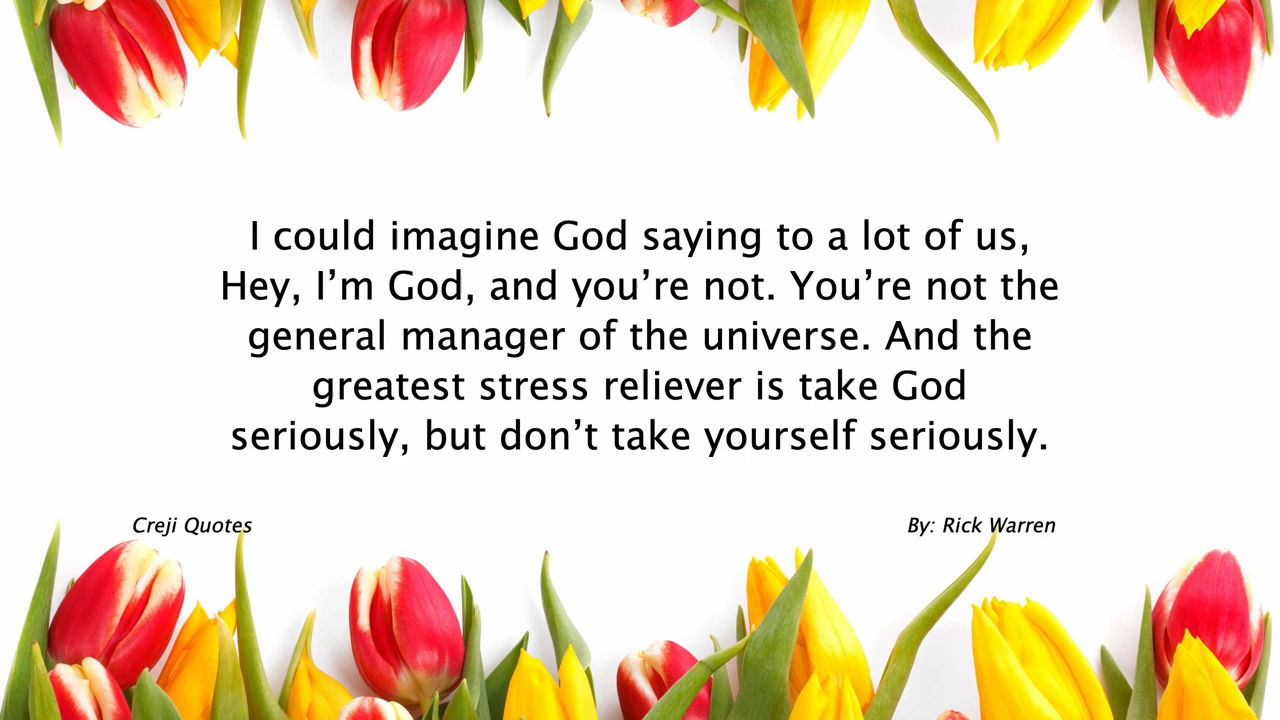 I could imagine God saying to a lot of us,
Hey, I’m God, and you’re not. You’re not the
general manager of the universe. And the
greatest stress reliever is take God
seriously, but don’t take yourself seriously.
Creji Quotes
By: Rick Warren